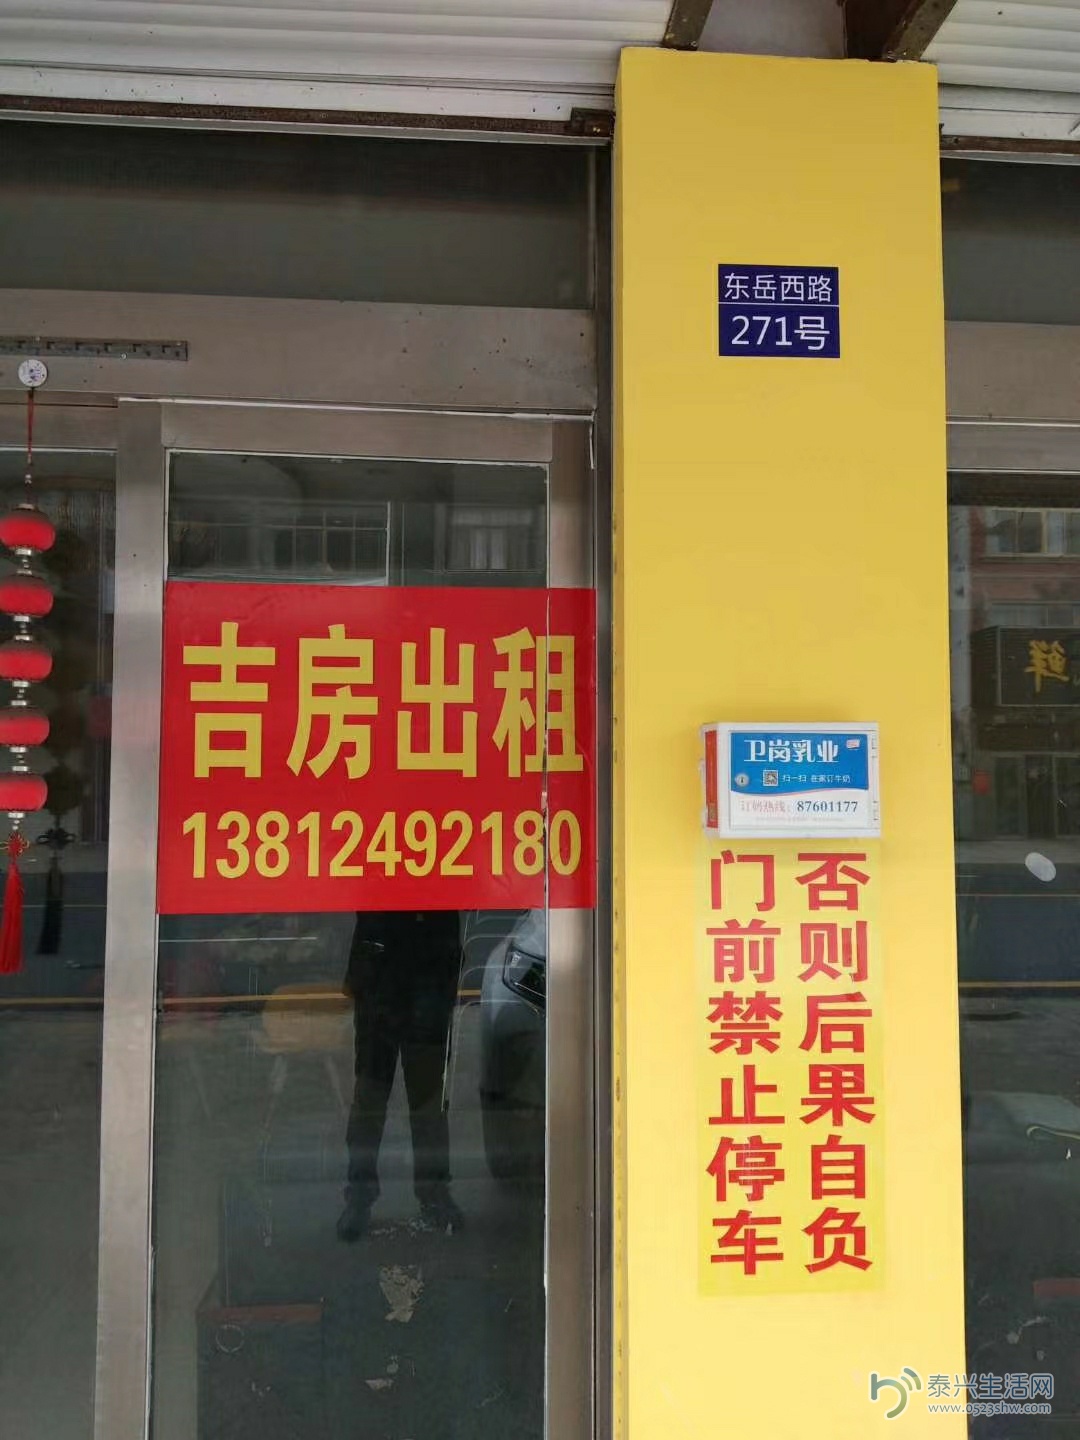 东岳西路
271号
吉房出租
13812492180
卫岗乳业
扫一扫 在家订牛奶
订奶热线：87601177
门前禁止停车
否则后果自负
鲜
泰兴生活网
www.0523shw.com